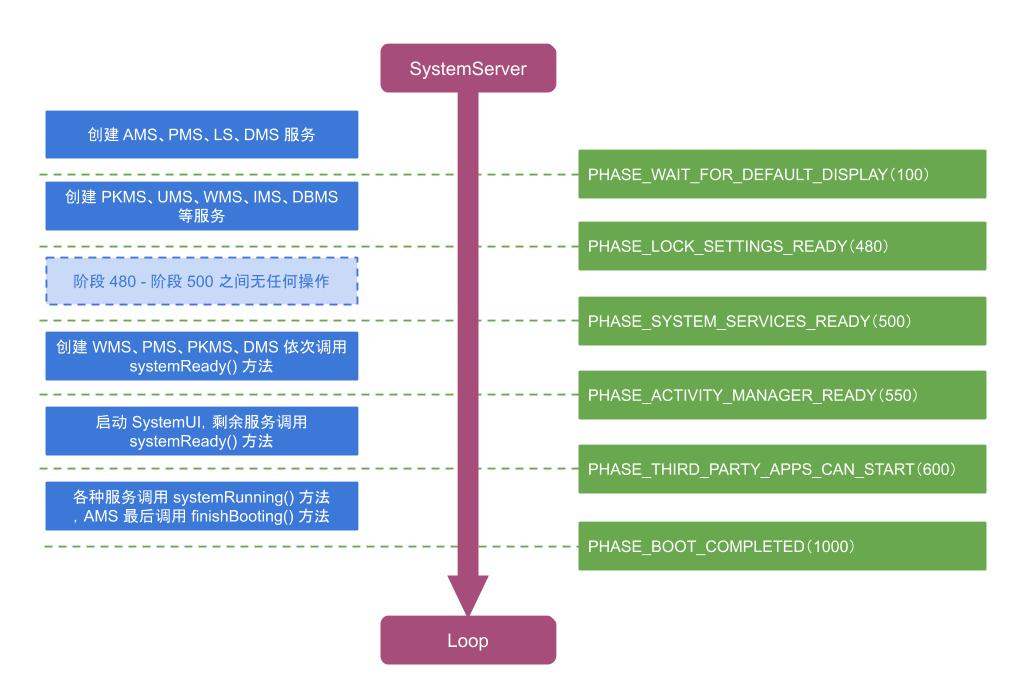 SystemServer
创建 AMS、PMS、LS、DMS 服务
PHASE_WAIT_FOR_DEFAULT_DISPLAY（100）
创建 PKMS、UMS、WMS、IMS、DBMS
等服务
PHASE_LOCK_SETTINGS_READY（480）
阶段 480 - 阶段 500 之间无任何操作
PHASE_SYSTEM_SERVICES_READY（500）
创建 WMS、PMS、PKMS、DMS 依次调用
systemReady() 方法
PHASE_ACTIVITY_MANAGER_READY（550）
启动 SystemUI，剩余服务调用
systemReady() 方法
PHASE_THIRD_PARTY_APPS_CAN_START（600）
各种服务调用 systemRunning() 方法
，AMS 最后调用 finishBooting() 方法
PHASE_BOOT_COMPLETED（1000）
Loop